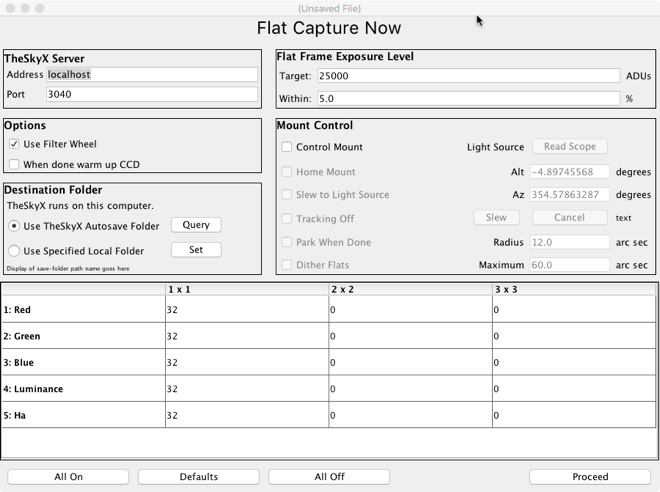 (Unsaved File)
Flat Capture Now
TheSkyX Server
Address localhost
Port 3040
Flat Frame Exposure Level
Target: 25000 ADUs
Within: 5.0 %
Options
Use Filter Wheel
When done warm up CCD
Destination Folder
TheSkyX runs on this computer.
Use TheSkyX Autosave Folder Query
Use Specified Local Folder Set
Display of save-folder path name goes here
Mount Control
Control Mount Light Source Read Scope
Home Mount Alt -4.89745568 degrees
Slew to Light Source Az 354.57863287 degrees
Tracking Off Slew Cancel text
Park When Done Radius 12.0 arc sec
Dither Flats Maximum 60.0 arc sec
1 x 1 2 x 2 3 x 3
1: Red 32 0 0
2: Green 32 0 0
3: Blue 32 0 0
4: Luminance 32 0 0
5: Ha 32 0 0
All On Defaults All Off Proceed